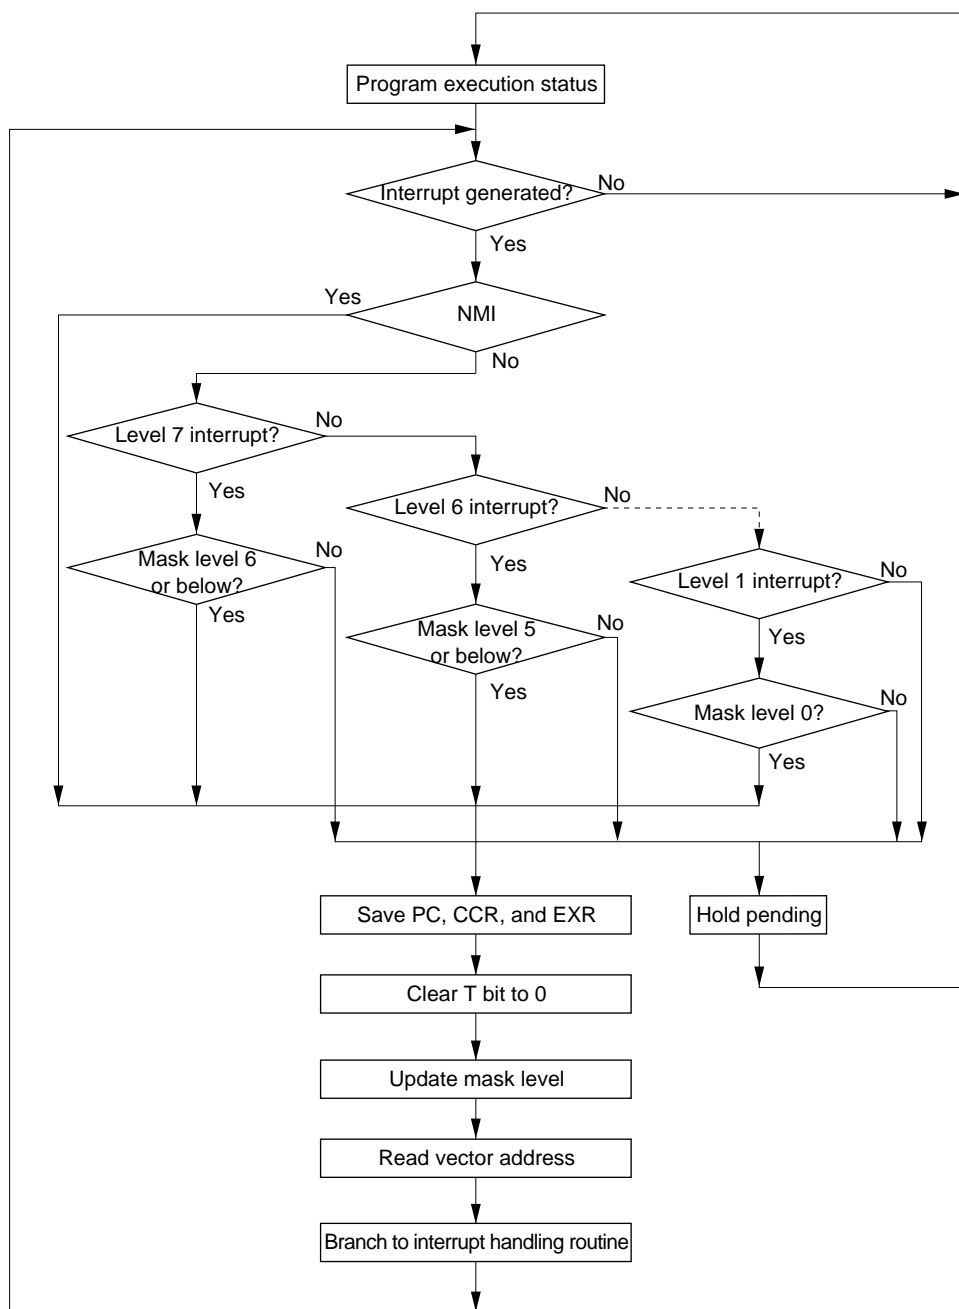 Program execution status
Interrupt generated?
No
Yes
Yes
NMI
No
Level 7 interrupt?
No
Yes
Level 6 interrupt?
No
Mask level 6
or below?
No
Yes
Yes
Level 1 interrupt?
No
Mask level 5
or below?
No
Yes
Yes
Mask level 0?
No
Yes
Save PC, CCR, and EXR
Hold pending
Clear T bit to 0
Update mask level
Read vector address
Branch to interrupt handling routine